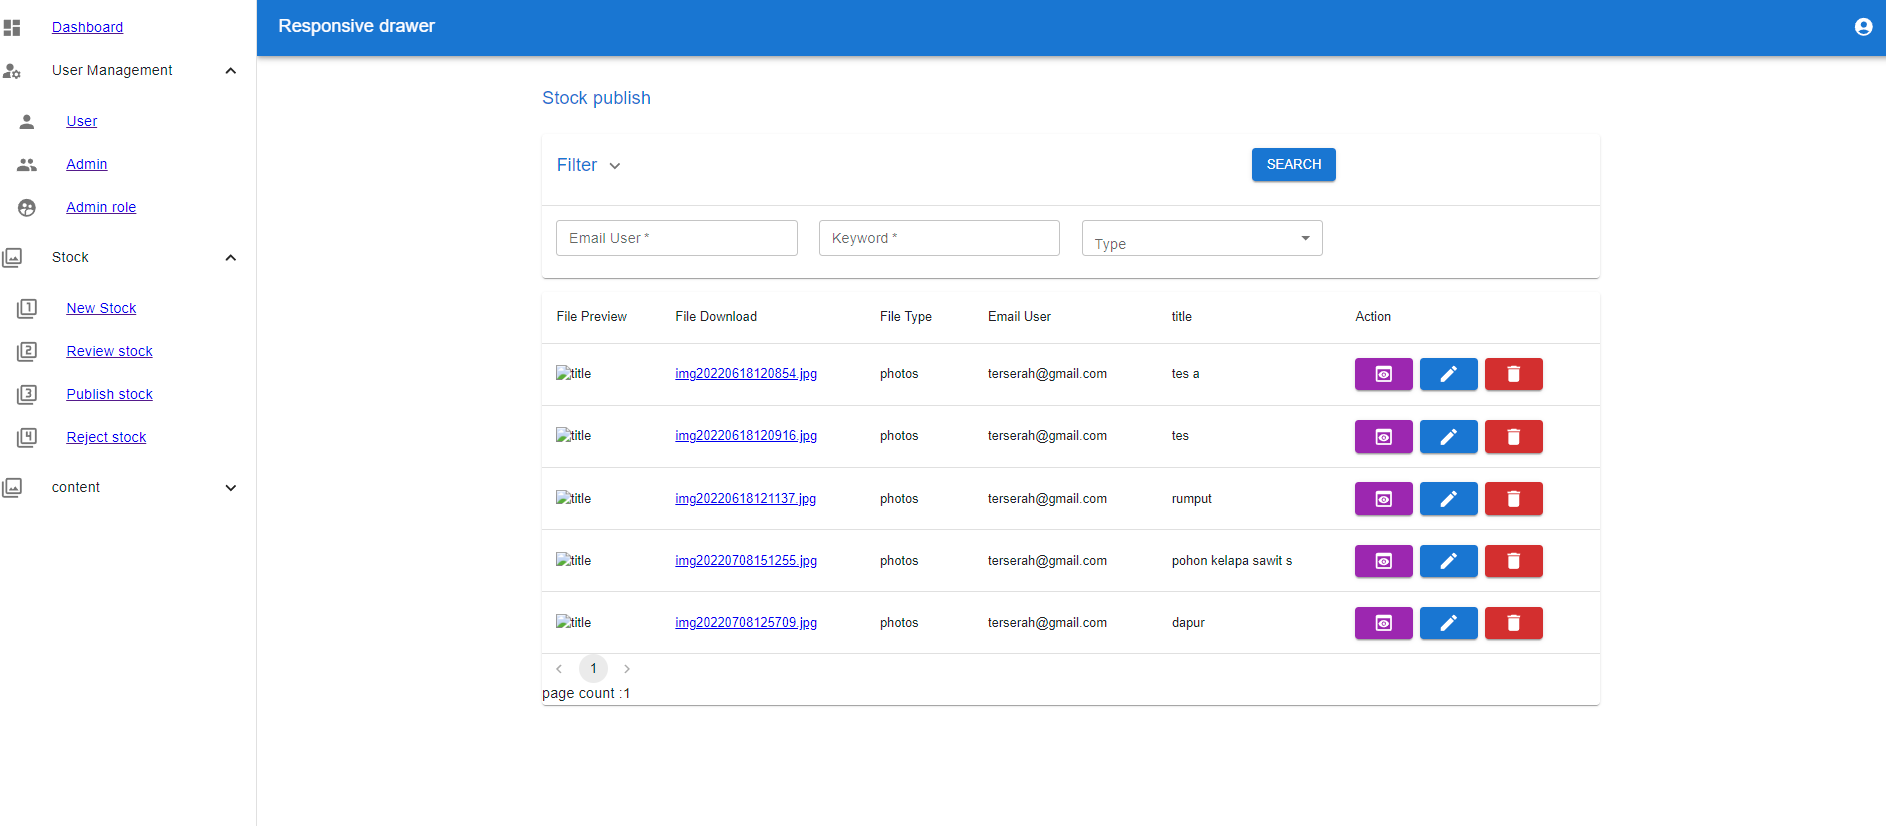 Dashboard
User Management
User
Admin
Admin role
Stock
1
New Stock
2
Review stock
3
Publish stock
4
Reject stock
content
Responsive drawer
Stock publish
Filter
SEARCH
Email User *
Keyword *
Type
File Preview File Download File Type Email User title Action
title img20220618120854.jpg photos terserah@gmail.com tes a
title img20220618120916.jpg photos terserah@gmail.com tes
title img20220618121137.jpg photos terserah@gmail.com rumput
title img20220708151255.jpg photos terserah@gmail.com pohon kelapa sawit s
title img20220708125709.jpg photos terserah@gmail.com dapur
1
page count :1